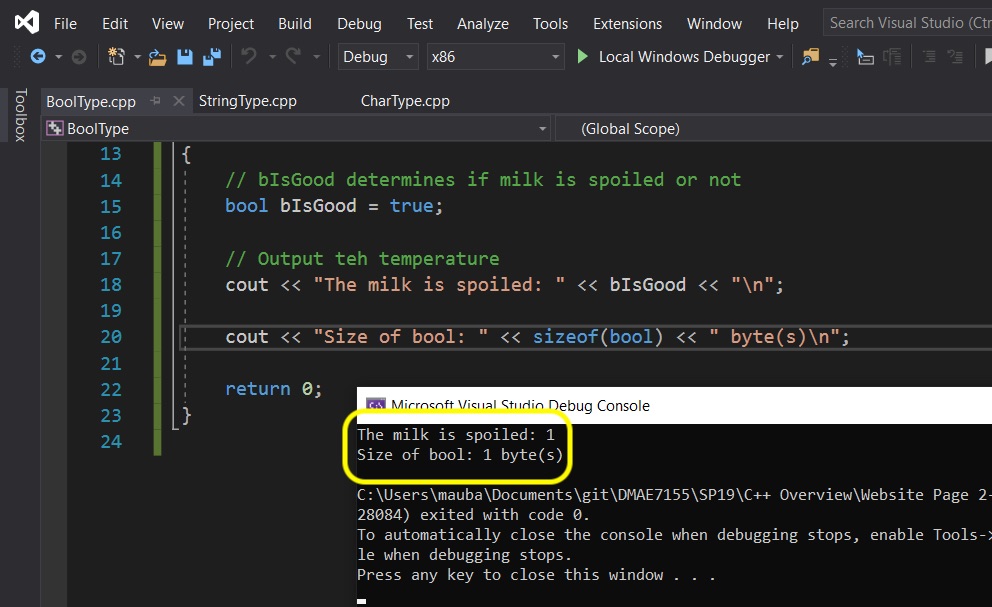 File Edit View Project Build Debug Test Analyze Tools Extensions Window Help Search Visual Studio (Ctr
Debug x86 Local Windows Debugger
Toolbox
BoolType.cpp StringType.cpp CharType.cpp
BoolType (Global Scope)
13 {
14 // bIsGood determines if milk is spoiled or not
15 bool bIsGood = true;
16
17 // Output teh temperature
18 cout << "The milk is spoiled: " << bIsGood << "\n";
19
20 cout << "Size of bool: " << sizeof(bool) << " byte(s)\n";
21
22 return 0;
23 }
24
Microsoft Visual Studio Debug Console
The milk is spoiled: 1
Size of bool: 1 byte(s)
C:\Users\mauba\Documents\git\DMAE7155\SP19\C++ Overview\Website Page 2-
28084) exited with code 0.
To automatically close the console when debugging stops, enable Tools->
le when debugging stops.
Press any key to close this window . . .